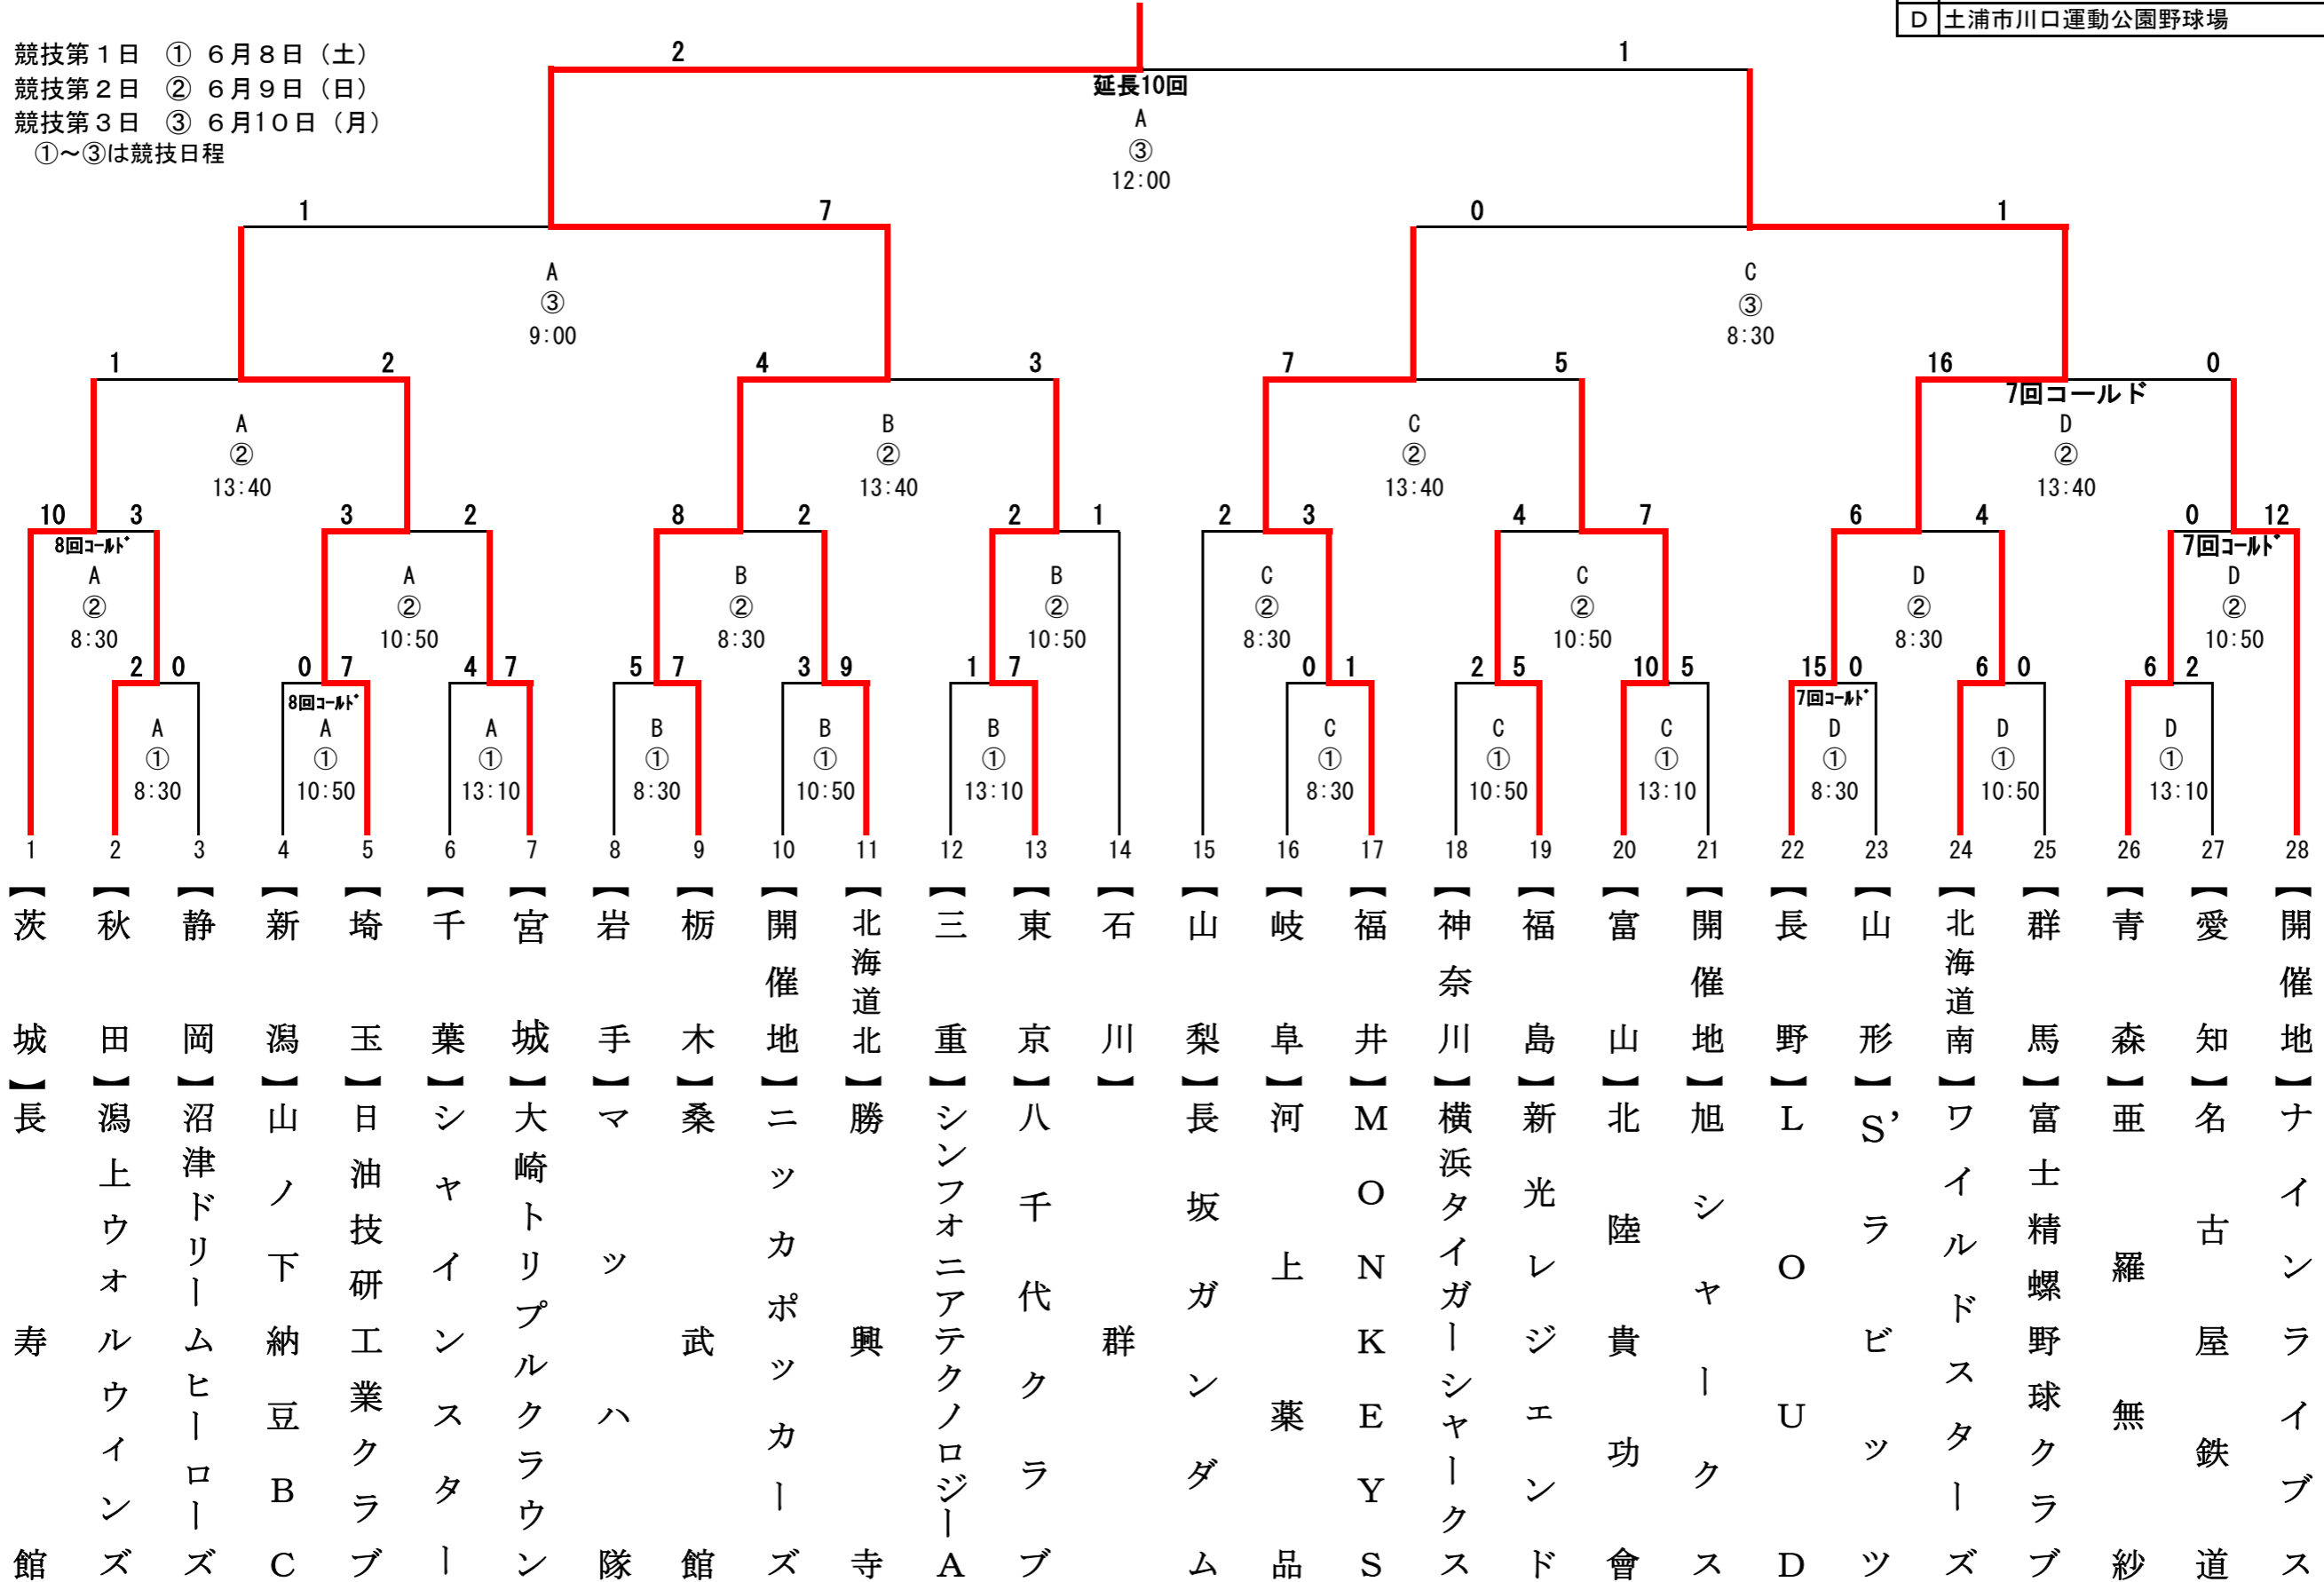 D 土浦市川口運動公園野球場
競技第1日 ① 6月8日（土）
競技第2日 ② 6月9日（日）
競技第3日 ③ 6月10日（月）
①～③は競技日程
2 1
延長10回
A
③
12:00
1 7 0 1
A C
③ ③
9:00 8:30
1 2 4 3 7 5 16 0
7回コールド
A B C D
② ② ② ②
13:40 13:40 13:40 13:40
10 3 3 2 8 2 2 1 2 3 4 7 6 4 0 12
8回コールド 7回コールド
A A B B C C D D
② ② ② ② ② ② ② ②
8:30 10:50 8:30 10:50 8:30 10:50 8:30 10:50
2 0 0 7 4 7 5 7 3 9 1 7 0 1 2 5 10 5 15 0 6 0 6 2
8回コールド 7回コールド
A A A B B B C C C D D D
① ① ① ① ① ① ① ① ① ① ① ①
8:30 10:50 13:10 8:30 10:50 13:10 8:30 10:50 13:10 8:30 10:50 13:10
1 2 3 4 5 6 7 8 9 10 11 12 13 14 15 16 17 18 19 20 21 22 23 24 25 26 27 28
【茨城】長寿館
【秋田】潟上ウォルウィンズ
【静岡】沼津ドリームヒーローズ
【新潟】山ノ下納豆BC
【埼玉】日油技研工業クラブ
【千葉】シャインスター
【宮城】大崎トリプルクラウン
【岩手】マッハ隊
【栃木】桑武館
【開催地】ニッカポッカーズ
【北海道北】勝興寺
【三重】シンフォニアテクノロジーA
【東京】八千代クラブ
【石川】群
【山梨】長坂ガンダム
【岐阜】河上薬品
【福井】MONKEYS
【神奈川】横浜タイガーシャークス
【福島】新光レジェンド
【富山】北陸貴功會
【開催地】旭シャークス
【長野】LOUD
【山形】S’ラビッツ
【北海道南】ワイルドスターズ
【群馬】富士精螺野球クラブ
【青森】亜羅無紗
【愛知】名古屋鉄道
【開催地】ナインライブス